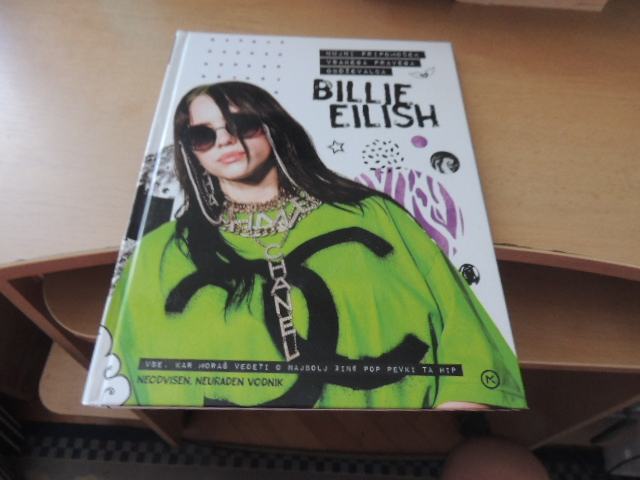 NUJNI PRIPOMOČEK
VSAKEGA PRAVEGA
OBOŽEVALCA
BILLIE
EILISH
CHANEL
VSE, KAR MORAŠ VEDETI O NAJBOLJ KING POP PEVKI TA HIP
NEODVISEN, NEURADEN VODNIK
M